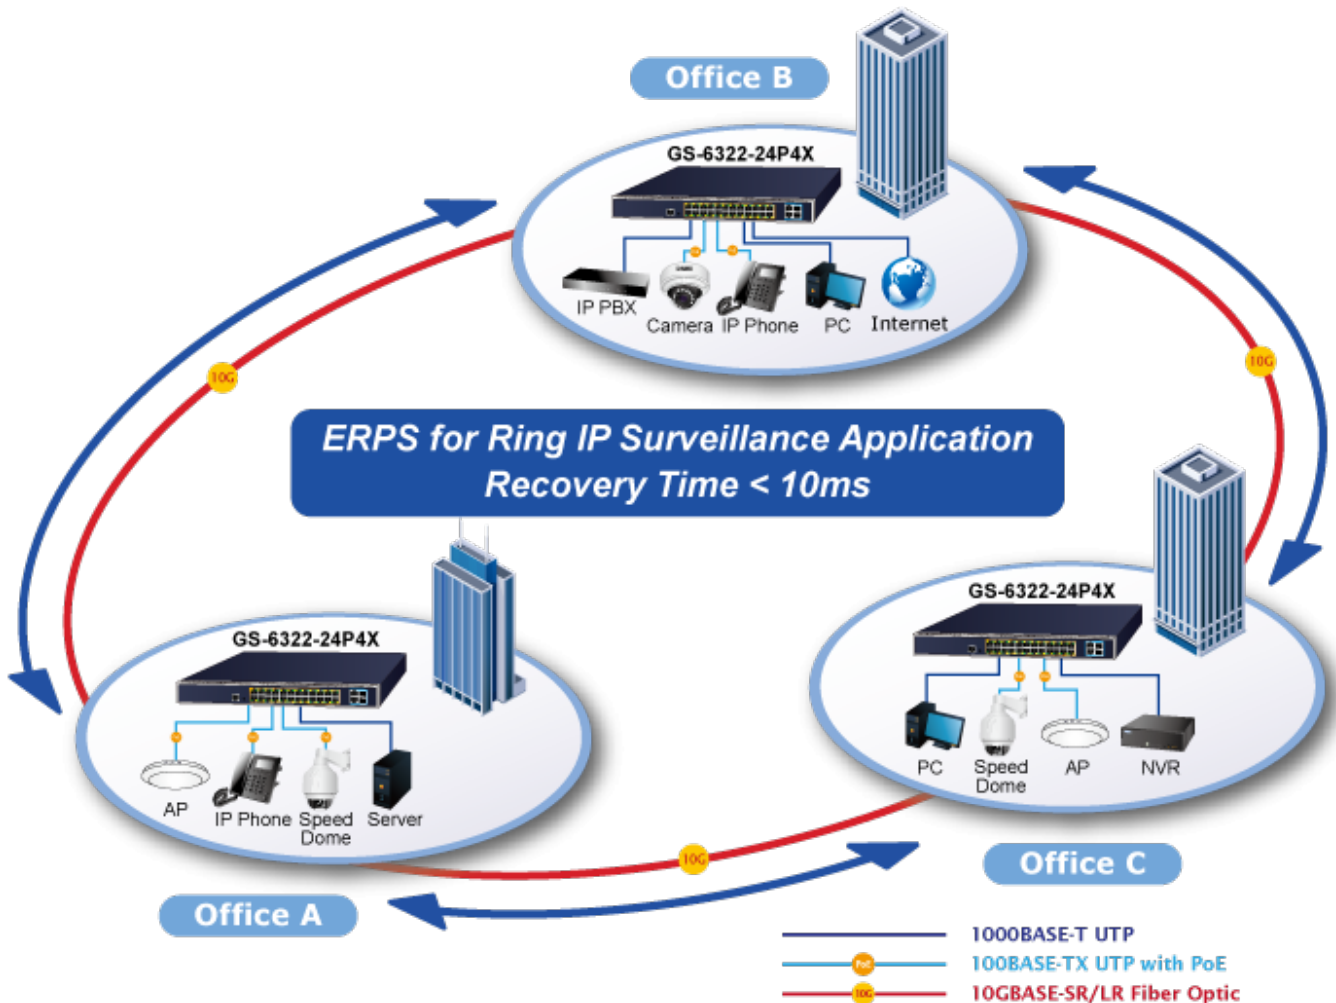 Office B
GS-6322-24P4X
IP PBX
Camera
IP Phone
PC
Internet
10G
10G
ERPS for Ring IP Surveillance Application
Recovery Time < 10ms
GS-6322-24P4X
AP
IP Phone
Speed
Dome
Server
Office A
GS-6322-24P4X
PC
Speed
Dome
AP
NVR
Office C
10G
1000BASE-T UTP
PoE
100BASE-TX UTP with PoE
10G
10GBASE-SR/LR Fiber Optic